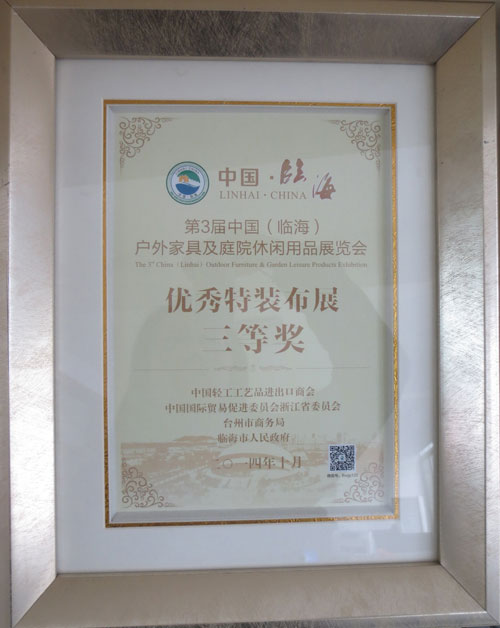 中国·临海
LINHAI·CHINA
第3届中国（临海）
户外家具及庭院休闲用品展览会
The 3rd China (Linhai) Outdoor Furniture & Garden Leisure Products Exhibition
优秀特装布展
三等奖
中国轻工工艺品进出口商会
中国国际贸易促进委员会浙江省委员会
台州市商务局
临海市人民政府
二〇一四年十月